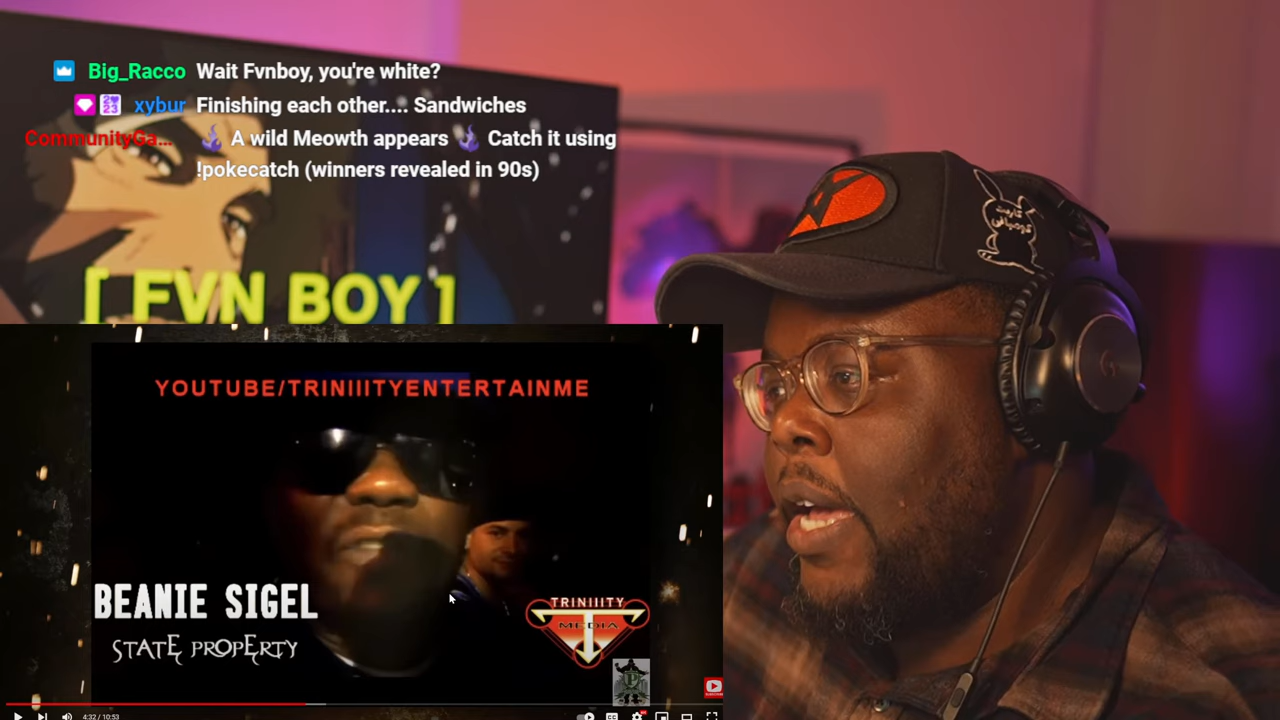 Big_Racco Wait Fvnboy, you're white?
xybur Finishing each other.... Sandwiches
CommunityGa... A wild Meowth appears Catch it using
!pokecatch (winners revealed in 90s)
[ FVN BOY ]
YOUTUBE/TRINIIITYENTERTAINME
BEANIE SIGEL
STATE PROPERTY
TRINIIITY
MEDIA
4:32 / 10:53